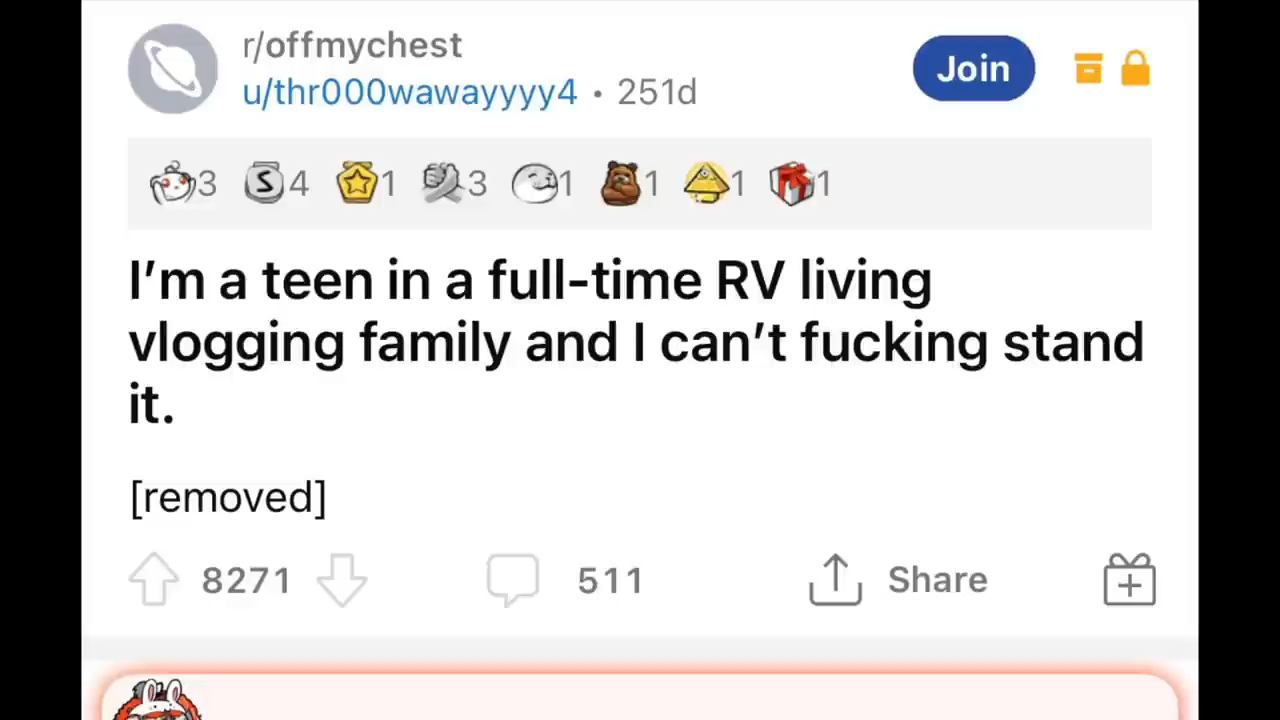 r/offmychest
u/thr000wawayyyy4 • 251d
Join
3 S 4 1 3 1 1 1 1
I’m a teen in a full-time RV living
vlogging family and I can’t fucking stand
it.
[removed]
8271 511 Share